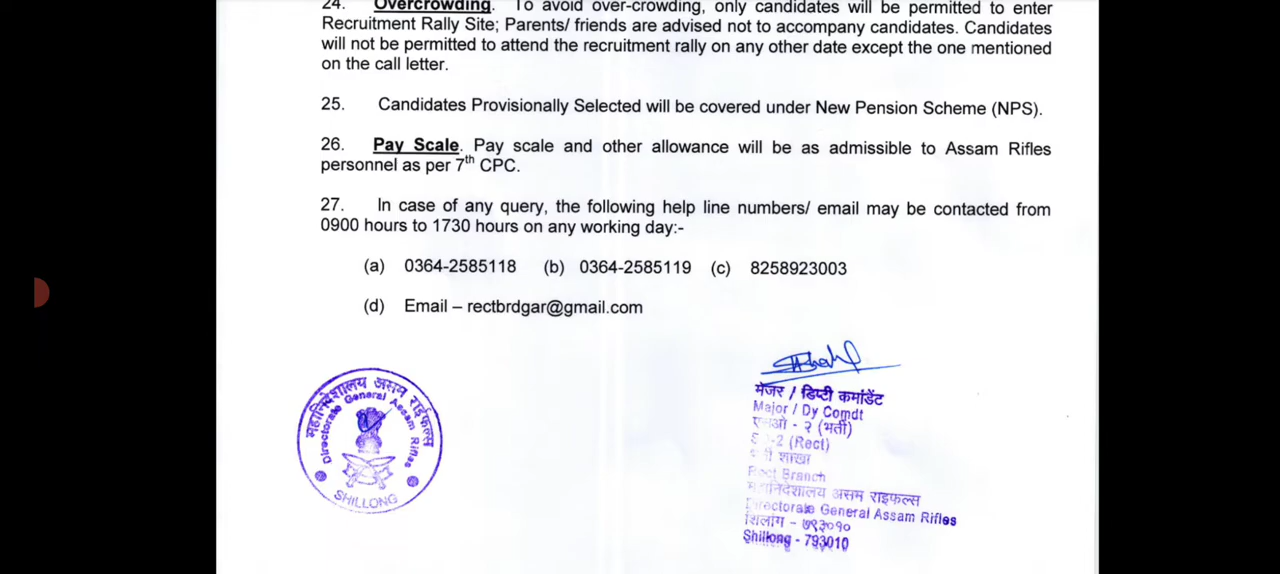 24. Overcrowding. To avoid over-crowding, only candidates will be permitted to enter
Recruitment Rally Site; Parents/ friends are advised not to accompany candidates. Candidates
will not be permitted to attend the recruitment rally on any other date except the one mentioned
on the call letter.
25. Candidates Provisionally Selected will be covered under New Pension Scheme (NPS).
26. Pay Scale. Pay scale and other allowance will be as admissible to Assam Rifles
personnel as per 7th CPC.
27. In case of any query, the following help line numbers/ email may be contacted from
0900 hours to 1730 hours on any working day:-
(a) 0364-2585118 (b) 0364-2585119 (c) 8258923003
(d) Email – rectbrdgar@gmail.com
महानिदेशालय असम राईफल्स
Directorate General Assam Rifles
SHILLONG
मेजर / डिप्टी कमांडेंट
Major / Dy Comdt
- २ (भर्ती)
-2 (Rect)
शाखा
Rect Branch
महानिदेशालय असम राइफल्स
Directorate General Assam Rifles
शिलांग - ७९३०१०
Shillong - 793010